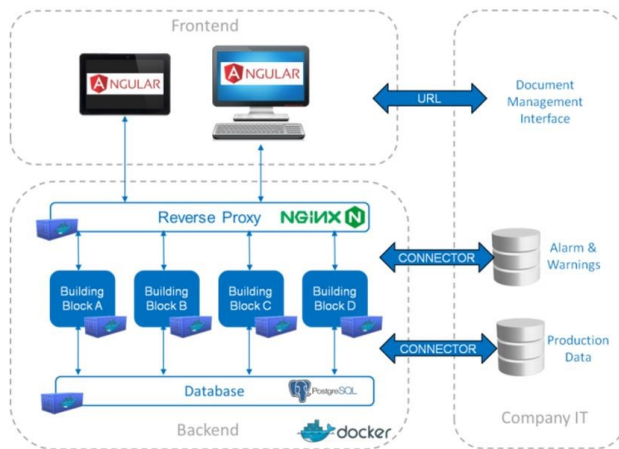 Frontend
ANGULAR
ANGULAR
URL
Document
Management
Interface
Reverse Proxy
NGINX
N
CONNECTOR
Alarm &
Warnings
Building
Block A
Building
Block B
Building
Block C
Building
Block D
CONNECTOR
Production
Data
Database
PostgreSQL
Backend
docker
Company IT